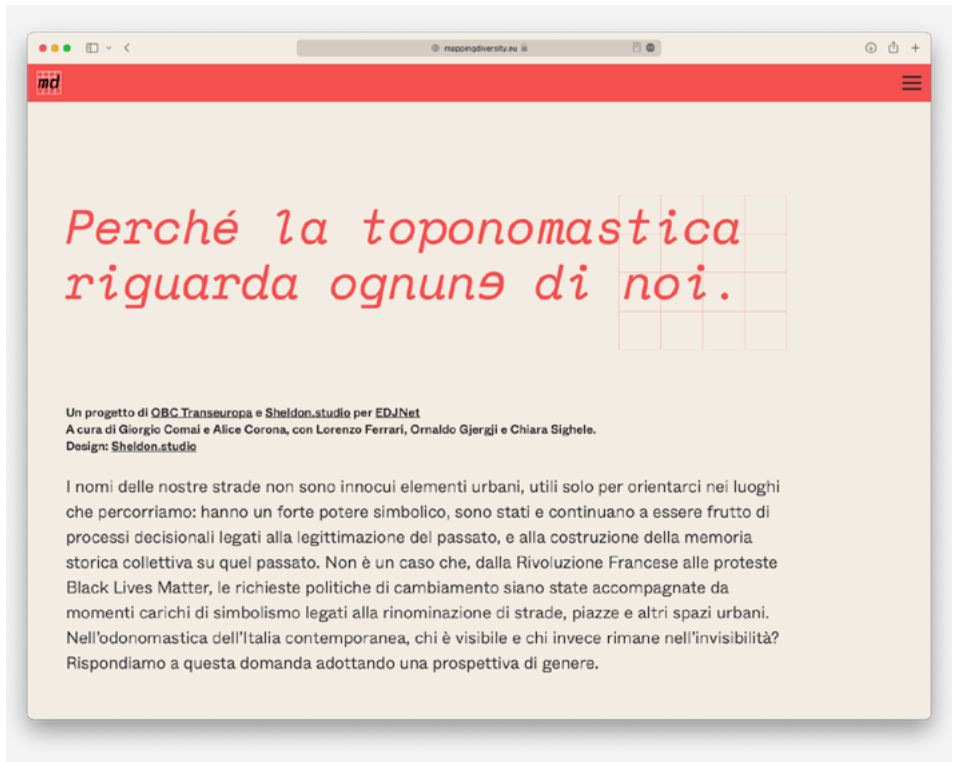 mappingdiversity.eu
md
Perché la toponomastica
riguarda ognunɘ di noi.
Un progetto di OBC Transeuropa e Sheldon.studio per EDJNet
A cura di Giorgio Comai e Alice Corona, con Lorenzo Ferrari, Ornaldo Gjergji e Chiara Sighele.
Design: Sheldon.studio
I nomi delle nostre strade non sono innocui elementi urbani, utili solo per orientarci nei luoghi
che percorriamo: hanno un forte potere simbolico, sono stati e continuano a essere frutto di
processi decisionali legati alla legittimazione del passato, e alla costruzione della memoria
storica collettiva su quel passato. Non è un caso che, dalla Rivoluzione Francese alle proteste
Black Lives Matter, le richieste politiche di cambiamento siano state accompagnate da
momenti carichi di simbolismo legati alla rinominazione di strade, piazze e altri spazi urbani.
Nell'odonomastica dell'Italia contemporanea, chi è visibile e chi invece rimane nell'invisibilità?
Rispondiamo a questa domanda adottando una prospettiva di genere.